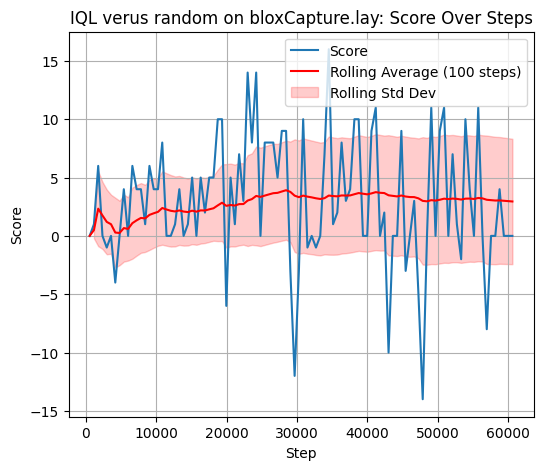 IQL verus random on bloxCapture.lay: Score Over Steps
Score
Rolling Average (100 steps)
Rolling Std Dev
Score
15
10
5
0
−5
−10
−15
0
10000
20000
30000
40000
50000
60000
Step